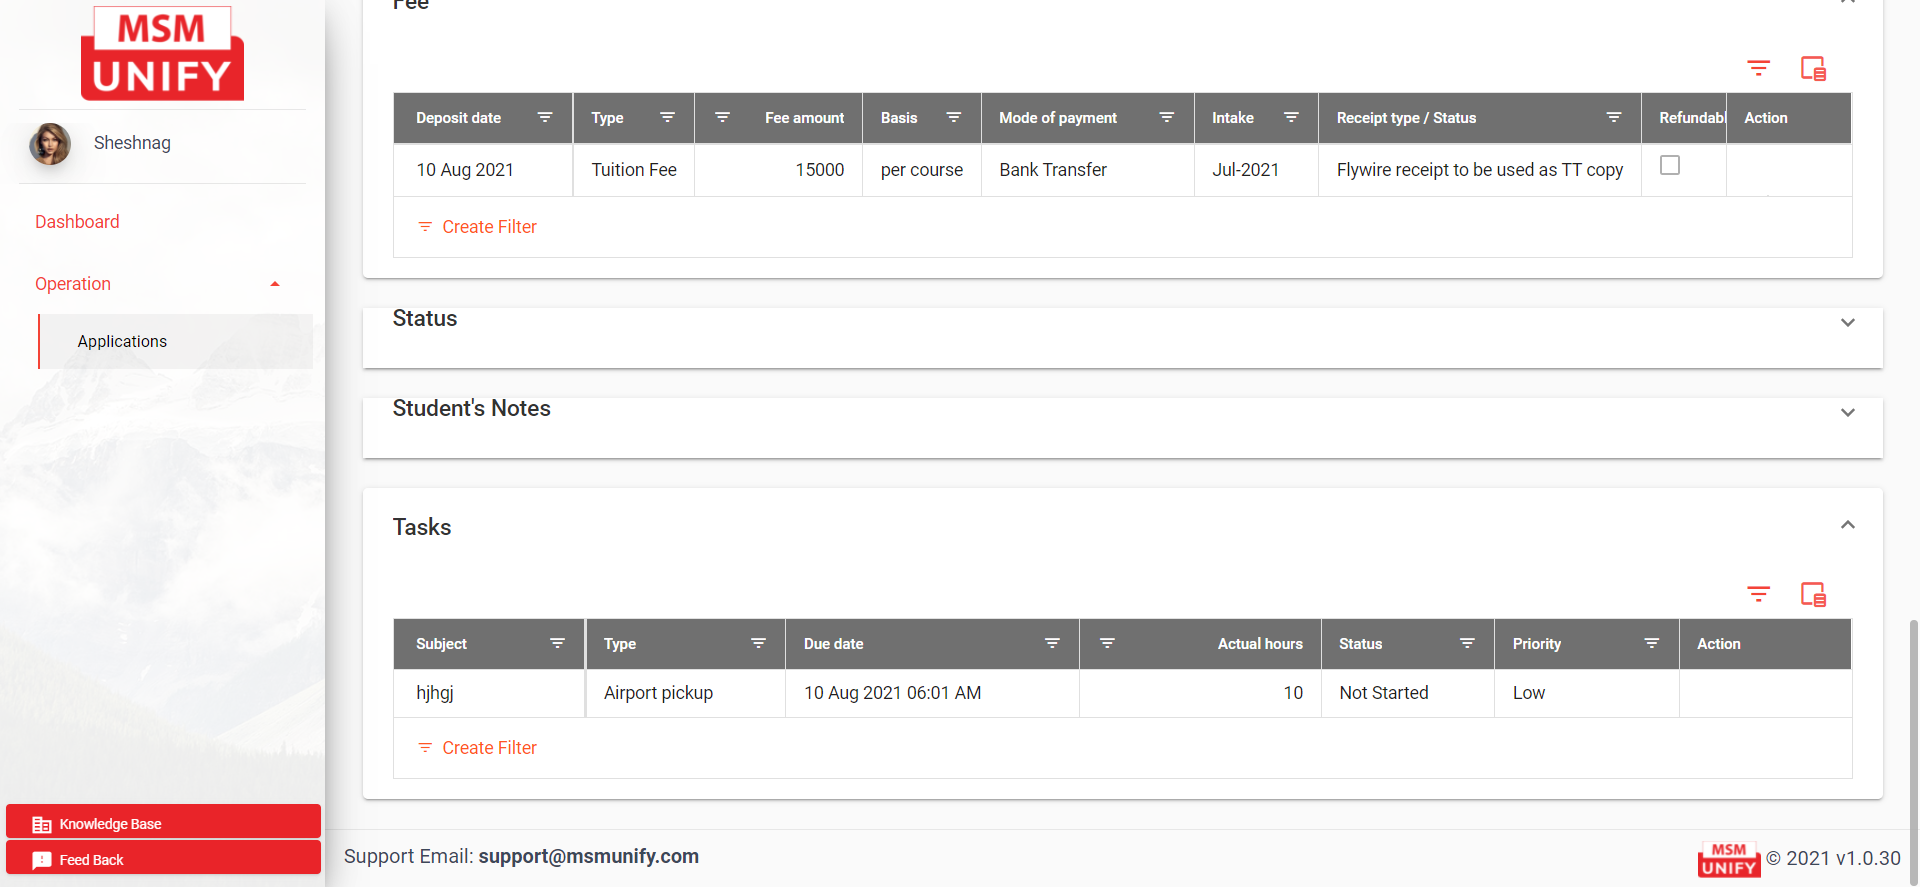 MSM
UNIFY
Sheshnag
Dashboard
Operation
Applications
Knowledge Base
Feed Back
Fee
Deposit date Type Fee amount Basis Mode of payment Intake Receipt type / Status Refundabl Action
10 Aug 2021 Tuition Fee 15000 per course Bank Transfer Jul-2021 Flywire receipt to be used as TT copy
Create Filter
Status
Student's Notes
Tasks
Subject Type Due date Actual hours Status Priority Action
hjhgj Airport pickup 10 Aug 2021 06:01 AM 10 Not Started Low
Create Filter
Support Email: support@msmunify.com
MSM
UNIFY
© 2021 v1.0.30